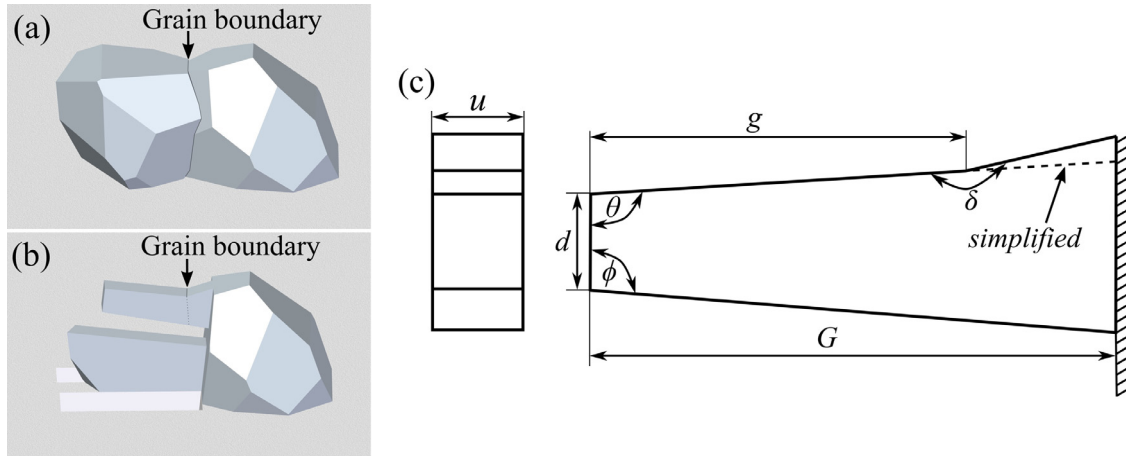 (a)
Grain boundary
(b)
Grain boundary
(c)
u
g
θ
d
δ
simplified
ϕ
G